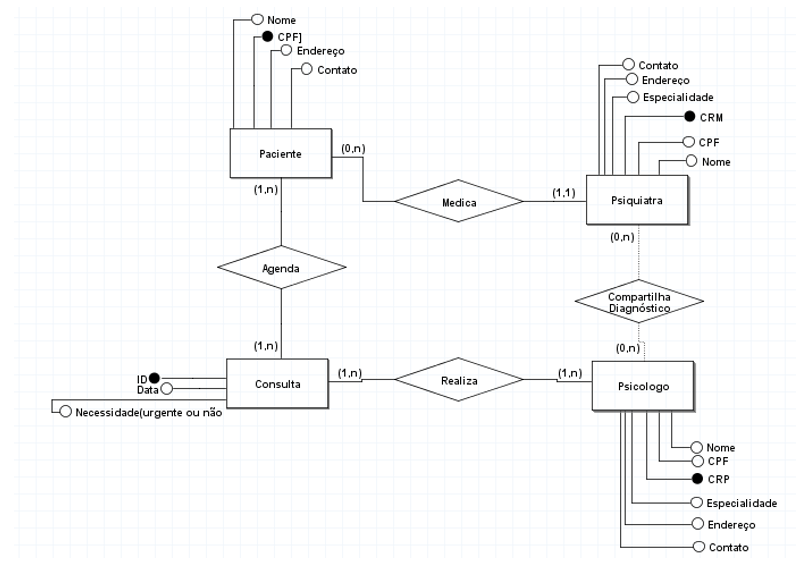 Nome
CPF]
Endereço
Contato
Paciente
(0,n)
(1,n)
Contato
Endereço
Especialidade
CRM
CPF
Nome
Medica
(1,1)
Psiquiatra
(0,n)
Agenda
Compartilha
Diagnóstico
(1,n)
(0,n)
ID
Data
Necessidade(urgente ou não
Consulta
(1,n)
Realiza
(1,n)
Psicologo
Nome
CPF
CRP
Especialidade
Endereço
Contato